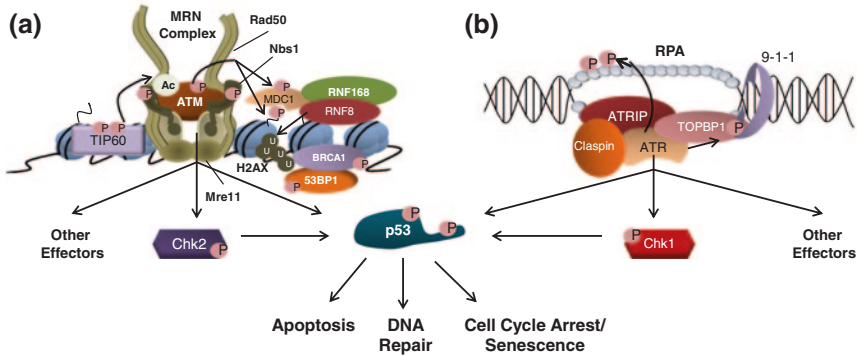 (a)
MRN
Complex
Rad50
Nbs1
Ac
P
P
P
P
ATM
MDC1
RNF168
P
RNF8
P
P
TIP60
U
U
U
U
U
H2AX
BRCA1
P
53BP1
P
Mre11
Other
Effectors
Chk2
P
(b)
P
P
RPA
9-1-1
ATRIP
TOPBP1
P
Claspin
ATR
p53
P
P
Chk1
P
Other
Effectors
Apoptosis
DNA
Repair
Cell Cycle Arrest/
Senescence